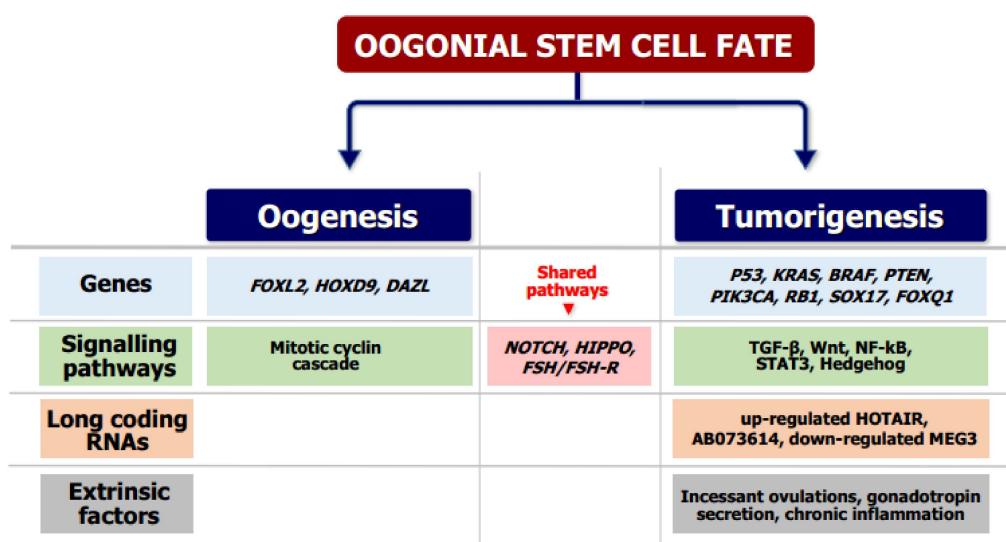 OOGONIAL STEM CELL FATE
Oogenesis
Tumorigenesis
Genes
FOXL2, HOXD9, DAZL
Shared
pathways
P53, KRAS, BRAF, PTEN,
PIK3CA, RB1, SOX17, FOXQ1
Signalling
pathways
Mitotic cyclin
cascade
NOTCH, HIPPO,
FSH/FSH-R
TGF-β, Wnt, NF-kB,
STAT3, Hedgehog
Long coding
RNAs
up-regulated HOTAIR,
AB073614, down-regulated MEG3
Extrinsic
factors
Incessant ovulations, gonadotropin
secretion, chronic inflammation